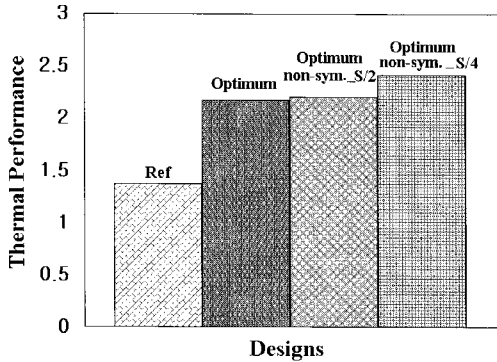 3
2.5
2
1.5
1
0.5
0
Thermal Performance
Ref
Optimum
Optimum
non-sym._S/2
Optimum
non-sym._S/4
Designs